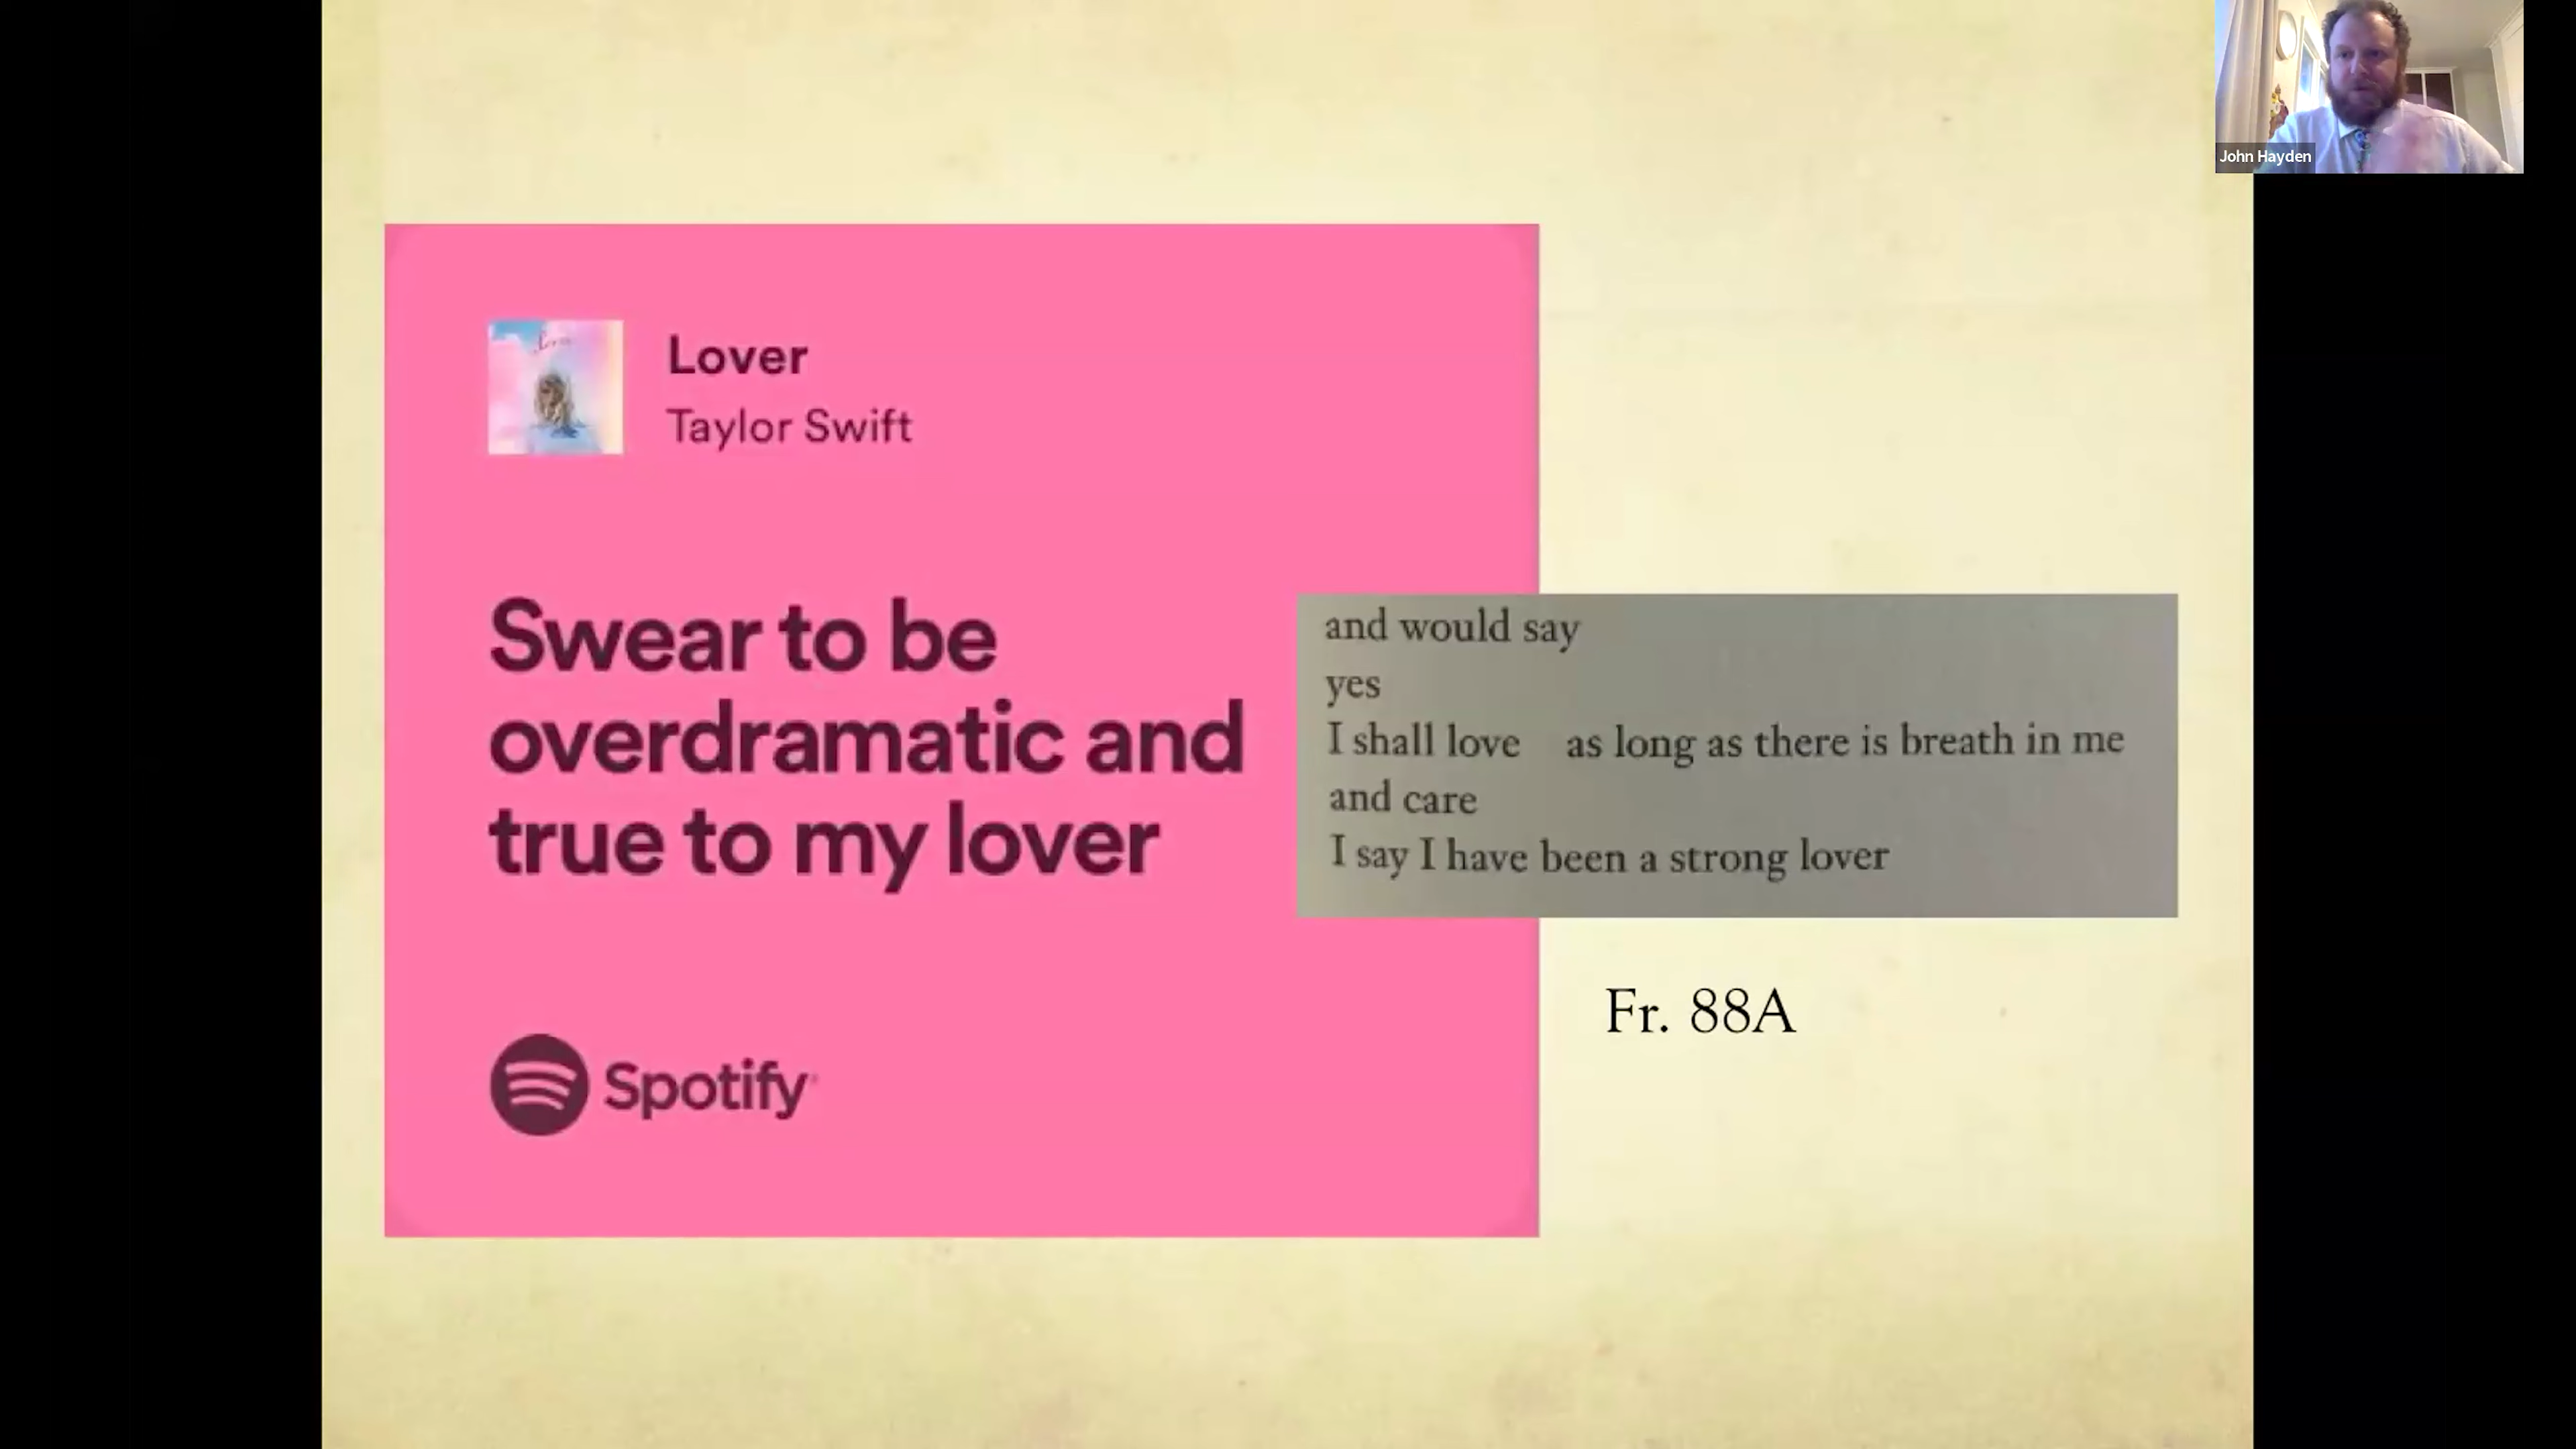 John Hayden
Lover
Taylor Swift
Swear to be
overdramatic and
true to my lover
Spotify
and would say
yes
I shall love as long as there is breath in me
and care
I say I have been a strong lover
Fr. 88A